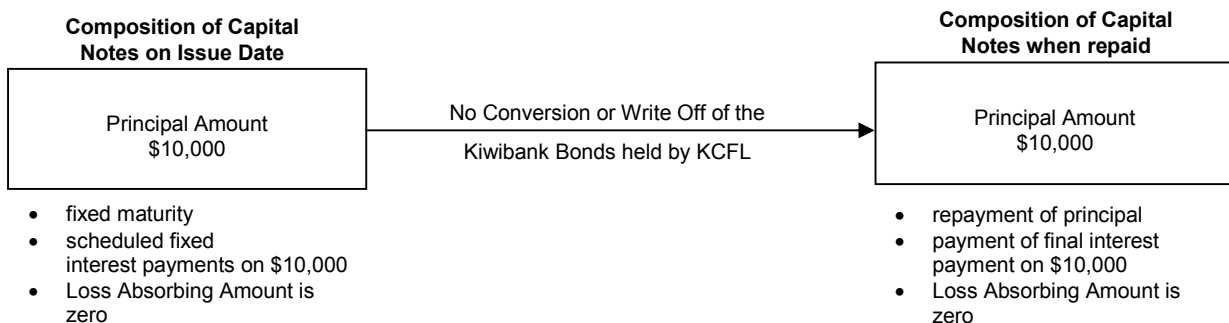 Composition of Capital
Notes on Issue Date
Principal Amount
$10,000
• fixed maturity
• scheduled fixed
interest payments on $10,000
• Loss Absorbing Amount is
zero
No Conversion or Write Off of the
Kiwibank Bonds held by KCFL
Composition of Capital
Notes when repaid
Principal Amount
$10,000
• repayment of principal
• payment of final interest
payment on $10,000
• Loss Absorbing Amount is
zero